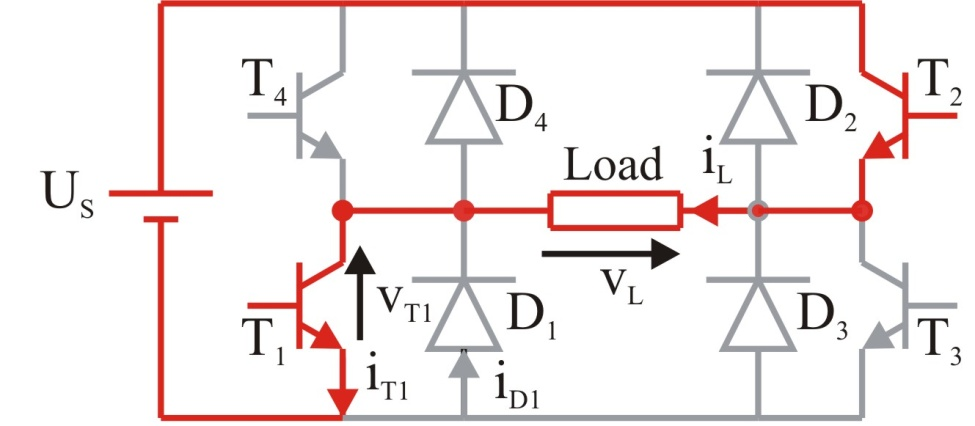 T4 D4 D2 T2
Load iL
US
vL
vT1 D1 D3
T1 T3
iT1 iD1